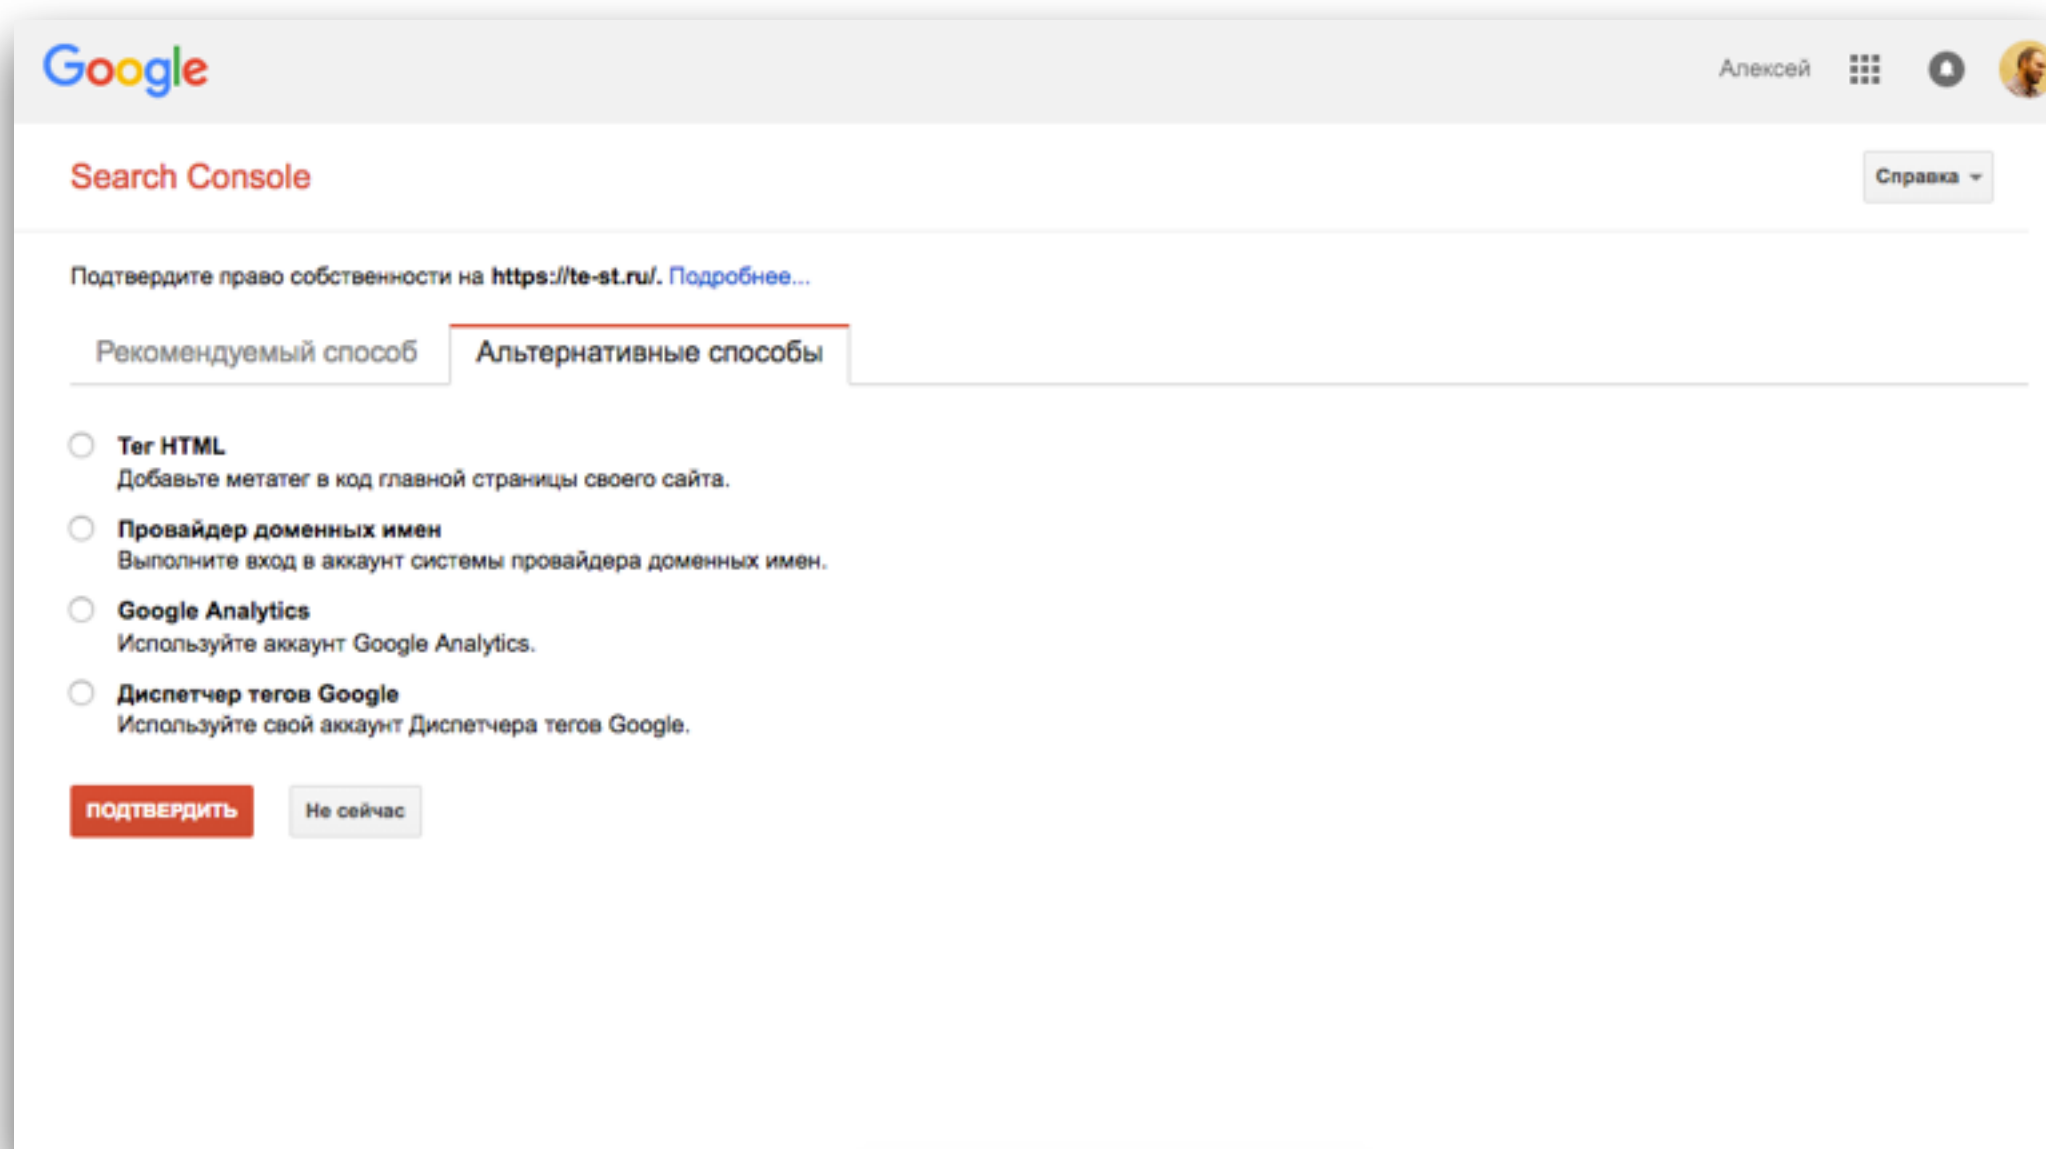 Google
Алексей
Search Console
Справка
Подтвердите право собственности на https://te-st.ru/. Подробнее...
Рекомендуемый способ
Альтернативные способы
Тег HTML
Добавьте метатег в код главной страницы своего сайта.
Провайдер доменных имен
Выполните вход в аккаунт системы провайдера доменных имен.
Google Analytics
Используйте аккаунт Google Analytics.
Диспетчер тегов Google
Используйте свой аккаунт Диспетчера тегов Google.
ПОДТВЕРДИТЬ
Не сейчас